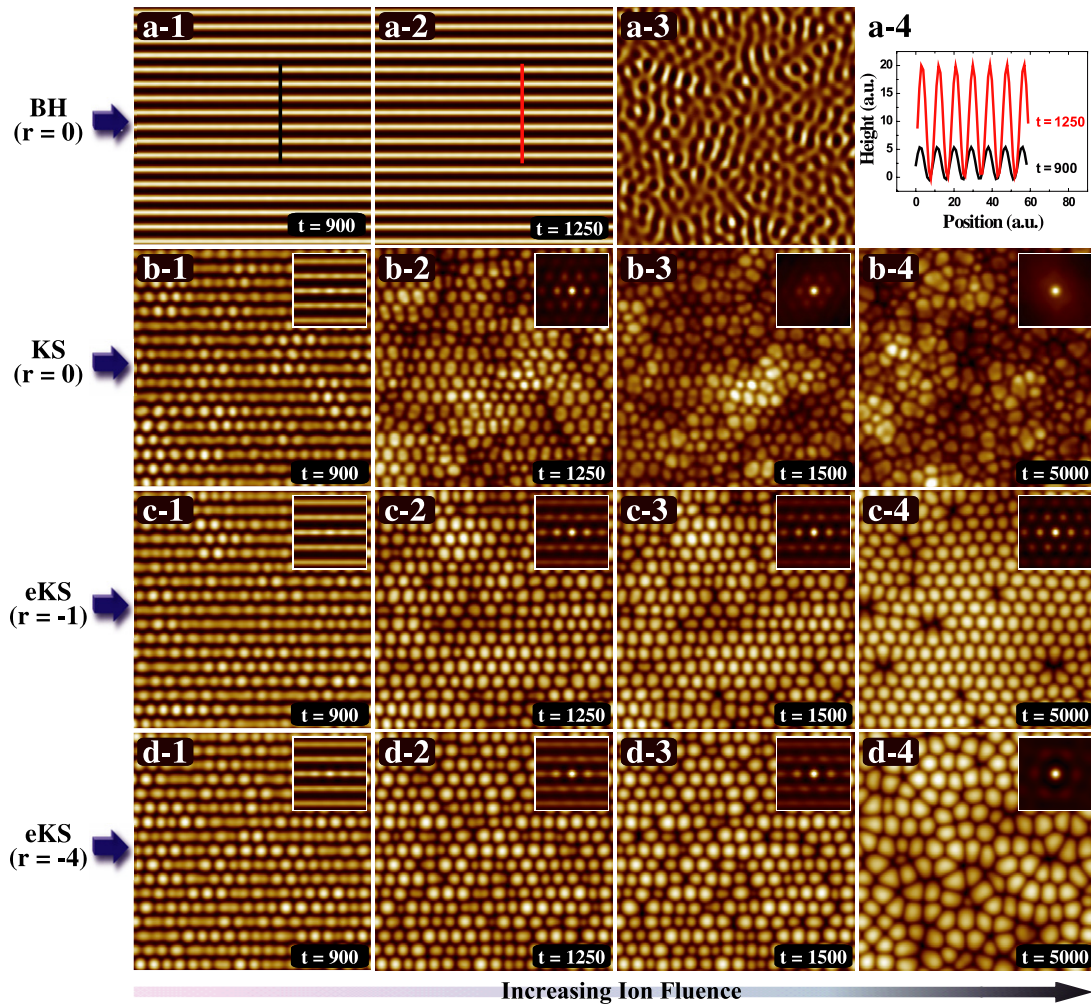 a-1
a-2
a-3
a-4
BH
(r = 0)
t = 900
t = 1250
Height (a.u.)
20
15
10
5
0
t = 1250
t = 900
0 20 40 60 80
Position (a.u.)
b-1
b-2
b-3
b-4
KS
(r = 0)
t = 900
t = 1250
t = 1500
t = 5000
c-1
c-2
c-3
c-4
eKS
(r = -1)
t = 900
t = 1250
t = 1500
t = 5000
d-1
d-2
d-3
d-4
eKS
(r = -4)
t = 900
t = 1250
t = 1500
t = 5000
Increasing Ion Fluence